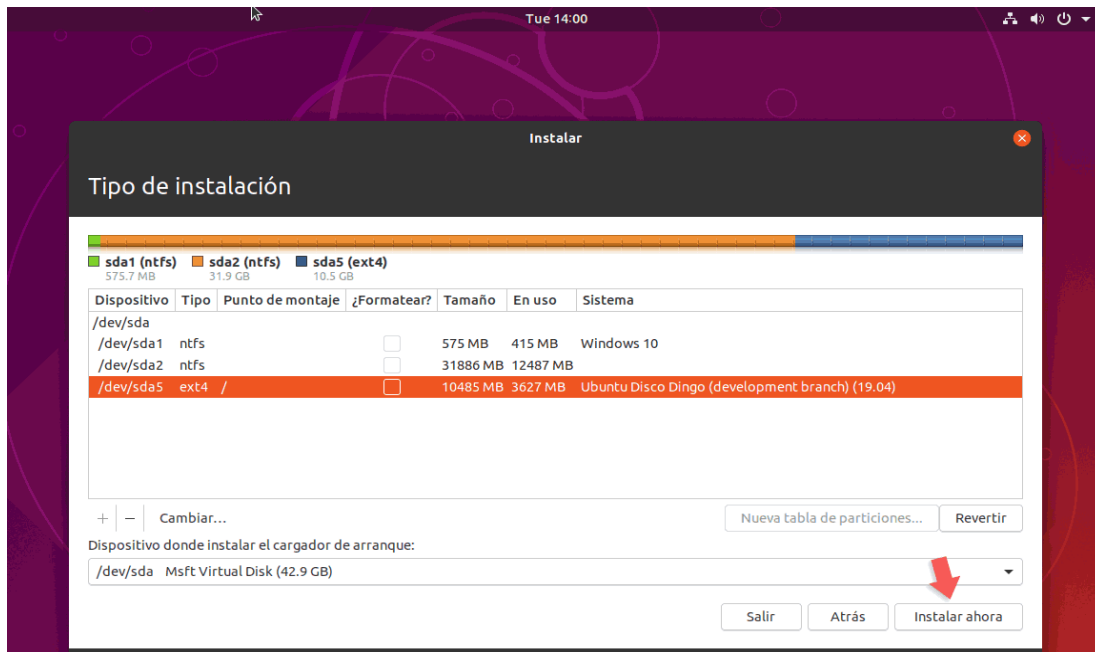 Tue 14:00
Instalar
Tipo de instalación
sda1 (ntfs) sda2 (ntfs) sda5 (ext4)
575.7 MB 31.9 GB 10.5 GB
Dispositivo Tipo Punto de montaje ¿Formatear? Tamaño En uso Sistema
/dev/sda
/dev/sda1 ntfs 575 MB 415 MB Windows 10
/dev/sda2 ntfs 31886 MB 12487 MB
/dev/sda5 ext4 / 10485 MB 3627 MB Ubuntu Disco Dingo (development branch) (19.04)
+ − Cambiar... Nueva tabla de particiones... Revertir
Dispositivo donde instalar el cargador de arranque:
/dev/sda Msft Virtual Disk (42.9 GB)
Salir Atrás Instalar ahora